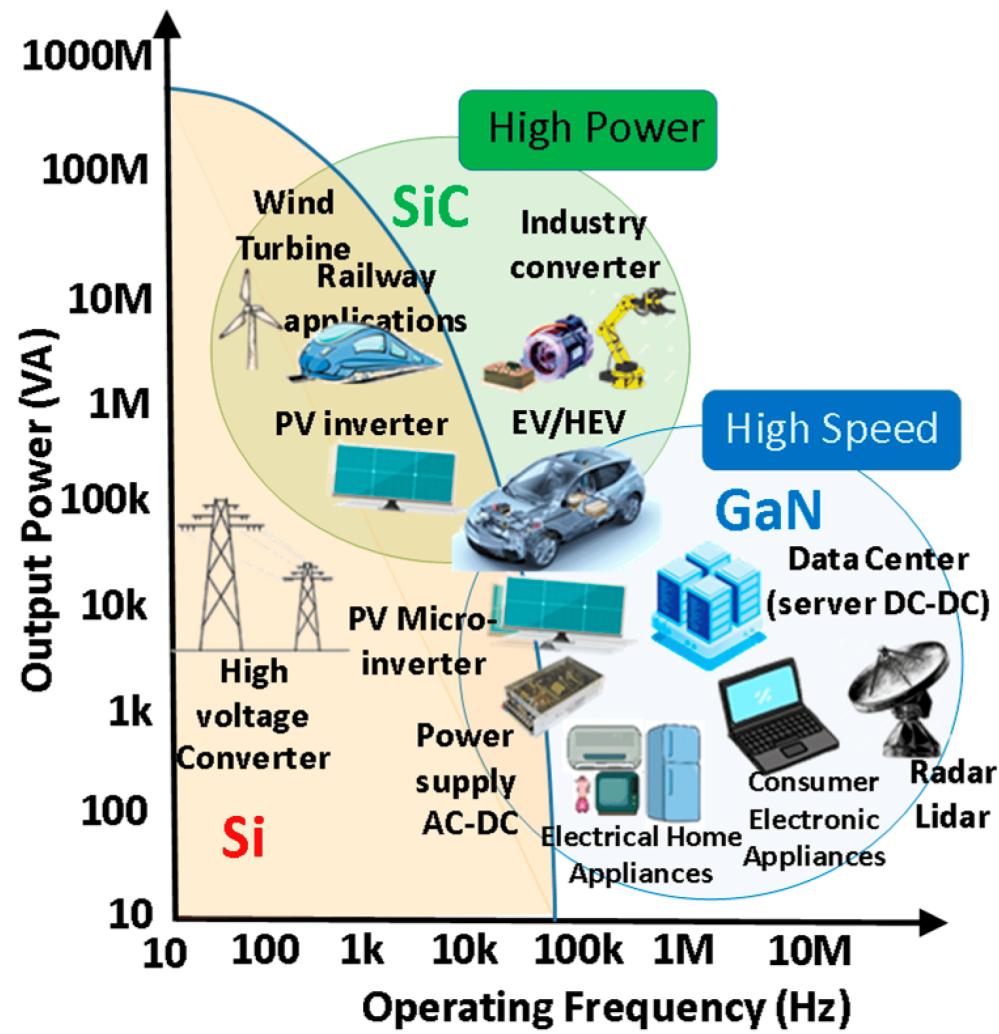 1000M
100M
10M
1M
100k
10k
1k
100
10
Output Power (VA)
High Power
SiC
Wind
Turbine
Railway
applications
Industry
converter
PV inverter
EV/HEV
High Speed
GaN
Data Center
(server DC-DC)
PV Micro-
inverter
High
voltage
Converter
Power
supply
AC-DC
Si
Electrical Home
Appliances
Consumer
Electronic
Appliances
Radar
Lidar
10
100
1k
10k
100k
1M
10M
Operating Frequency (Hz)